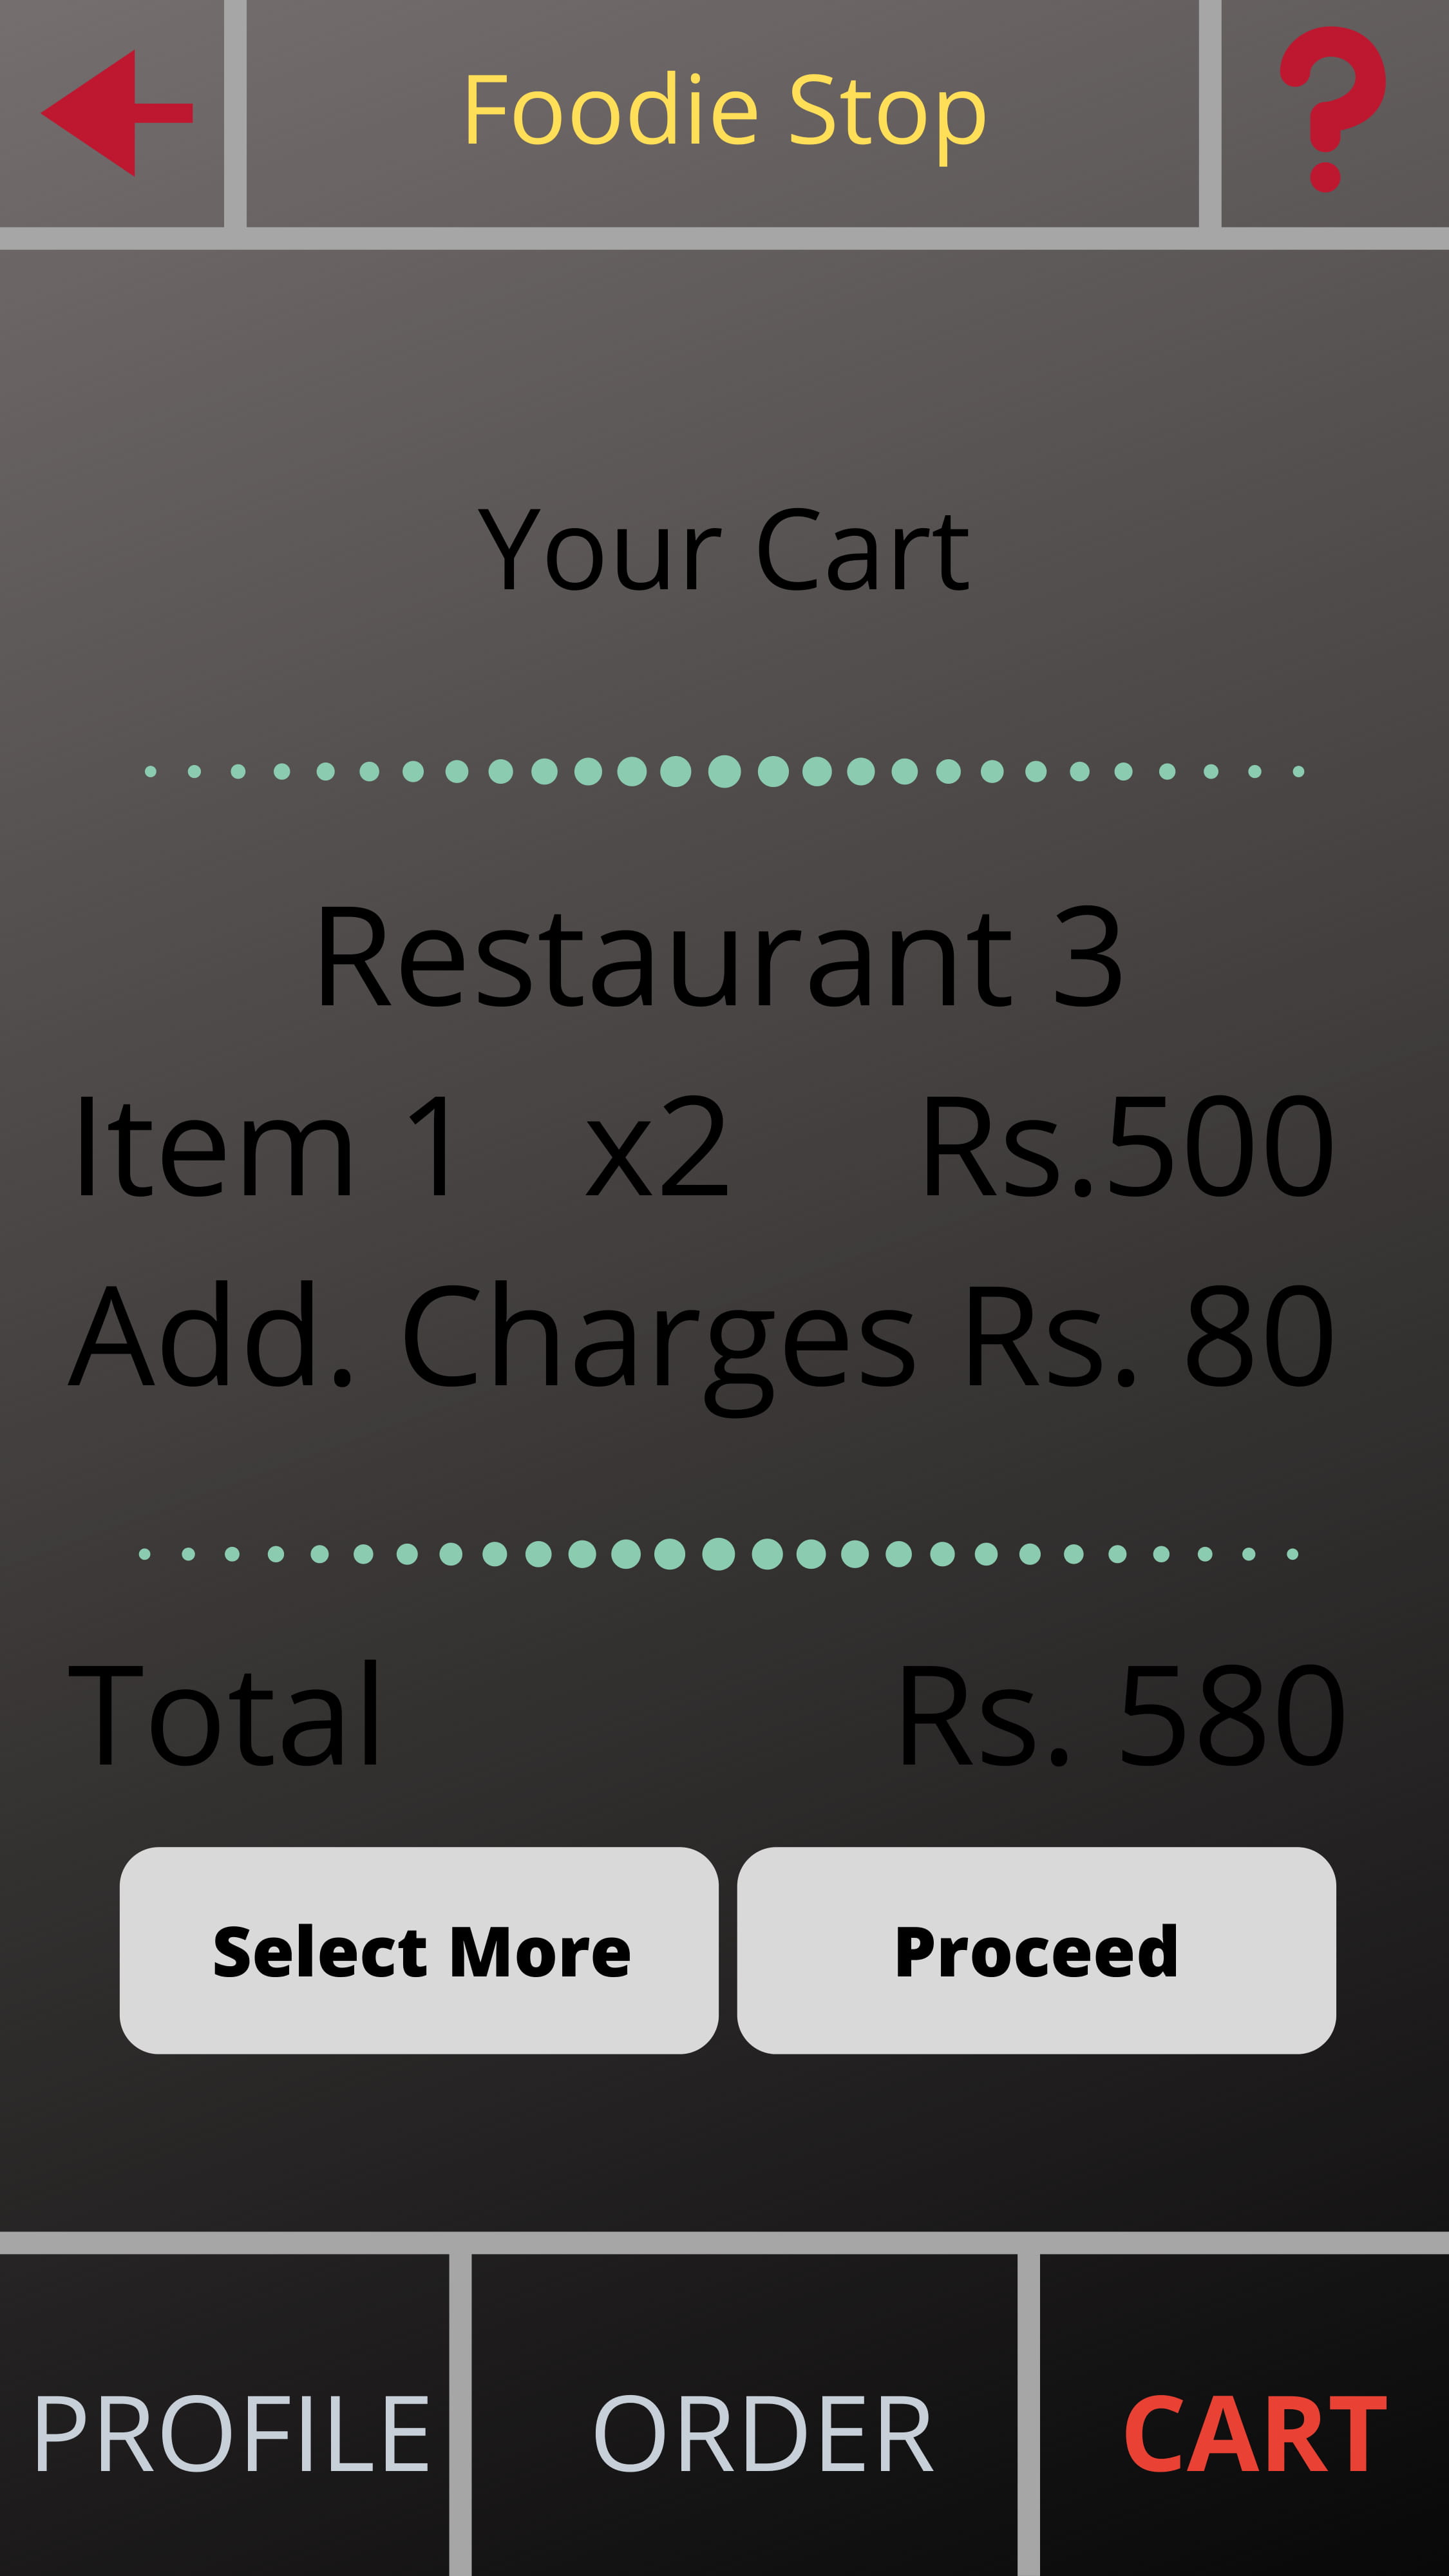 Foodie Stop
?
Your Cart
Restaurant 3
Item 1 x2 Rs.500
Add. Charges Rs. 80
Total Rs. 580
Select More Proceed
PROFILE ORDER CART